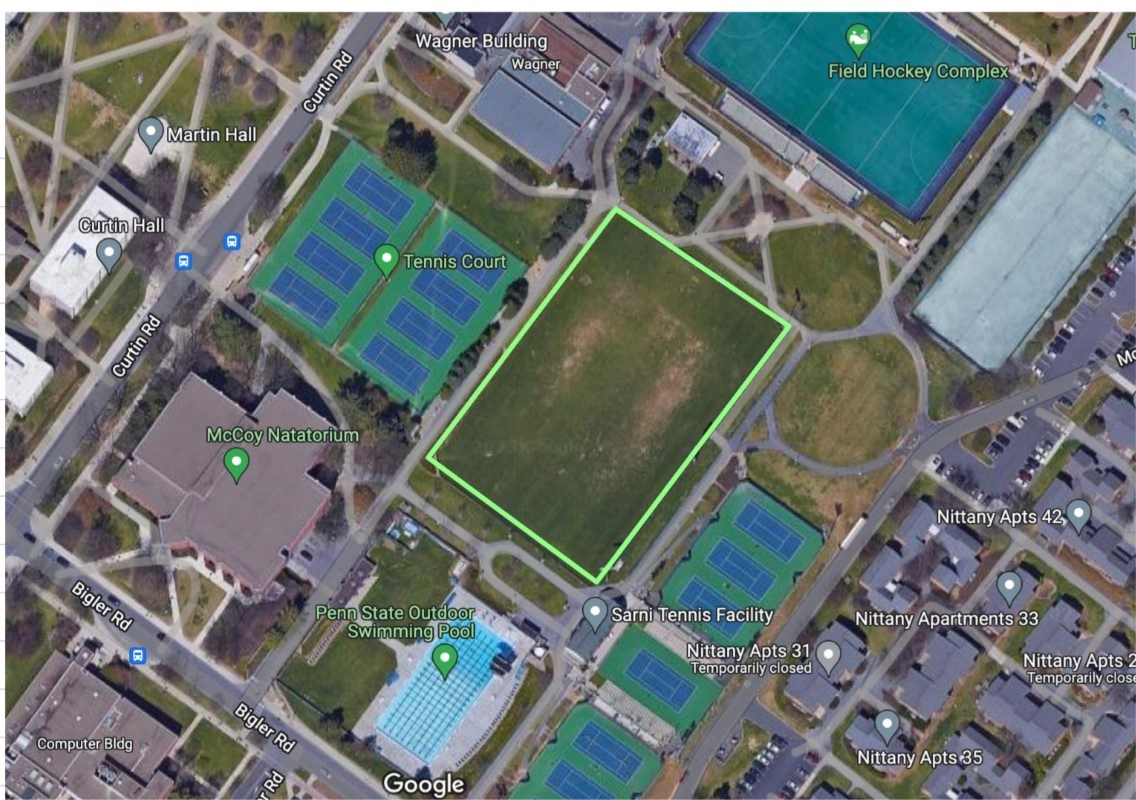 Wagner Building
Wagner
Field Hockey Complex
T
Curtin Rd
Martin Hall
Curtin Hall
Tennis Court
Curtin Rd
Mc
McCoy Natatorium
Nittany Apts 42
Bigler Rd
Penn State Outdoor
Swimming Pool
Sarni Tennis Facility
Nittany Apartments 33
Nittany Apts 31
Temporarily closed
Nittany Apts 2
Temporarily close
Bigler Rd
Computer Bldg
Nittany Apts 35
r Rd
Google